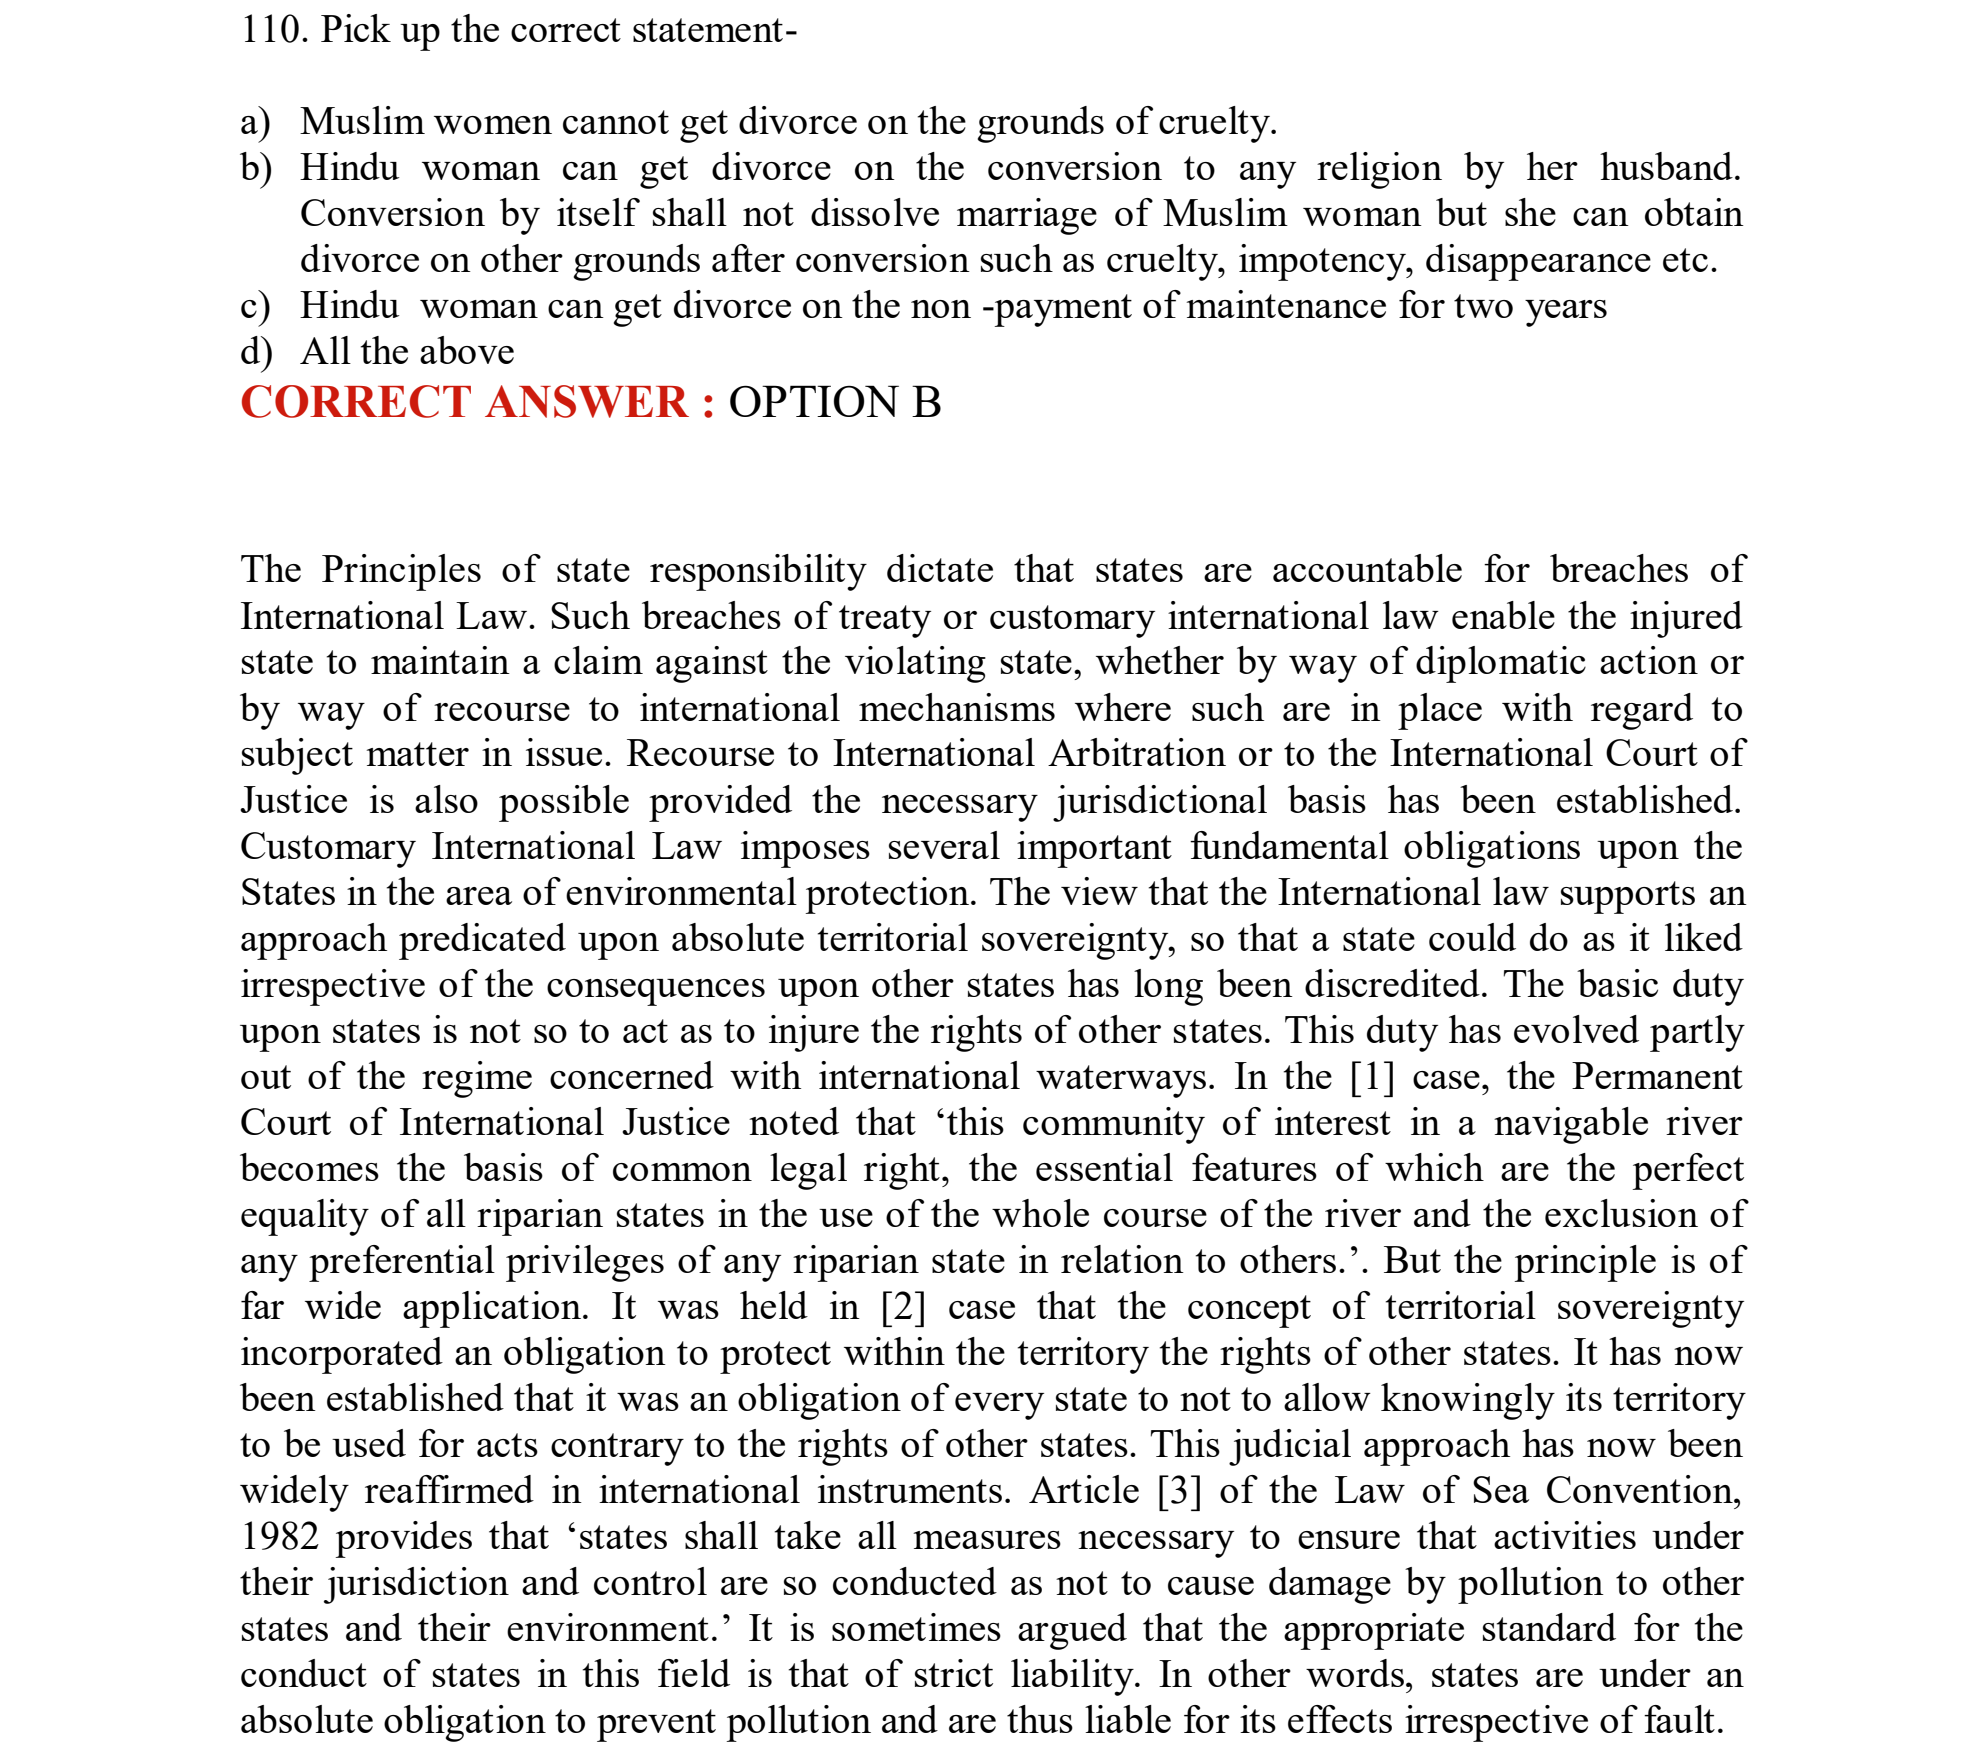 110. Pick up the correct statement-
a) Muslim women cannot get divorce on the grounds of cruelty.
b) Hindu woman can get divorce on the conversion to any religion by her husband.
Conversion by itself shall not dissolve marriage of Muslim woman but she can obtain
divorce on other grounds after conversion such as cruelty, impotency, disappearance etc.
c) Hindu woman can get divorce on the non -payment of maintenance for two years
d) All the above
CORRECT ANSWER : OPTION B
The Principles of state responsibility dictate that states are accountable for breaches of
International Law. Such breaches of treaty or customary international law enable the injured
state to maintain a claim against the violating state, whether by way of diplomatic action or
by way of recourse to international mechanisms where such are in place with regard to
subject matter in issue. Recourse to International Arbitration or to the International Court of
Justice is also possible provided the necessary jurisdictional basis has been established.
Customary International Law imposes several important fundamental obligations upon the
States in the area of environmental protection. The view that the International law supports an
approach predicated upon absolute territorial sovereignty, so that a state could do as it liked
irrespective of the consequences upon other states has long been discredited. The basic duty
upon states is not so to act as to injure the rights of other states. This duty has evolved partly
out of the regime concerned with international waterways. In the [1] case, the Permanent
Court of International Justice noted that ‘this community of interest in a navigable river
becomes the basis of common legal right, the essential features of which are the perfect
equality of all riparian states in the use of the whole course of the river and the exclusion of
any preferential privileges of any riparian state in relation to others.’. But the principle is of
far wide application. It was held in [2] case that the concept of territorial sovereignty
incorporated an obligation to protect within the territory the rights of other states. It has now
been established that it was an obligation of every state to not to allow knowingly its territory
to be used for acts contrary to the rights of other states. This judicial approach has now been
widely reaffirmed in international instruments. Article [3] of the Law of Sea Convention,
1982 provides that ‘states shall take all measures necessary to ensure that activities under
their jurisdiction and control are so conducted as not to cause damage by pollution to other
states and their environment.’ It is sometimes argued that the appropriate standard for the
conduct of states in this field is that of strict liability. In other words, states are under an
absolute obligation to prevent pollution and are thus liable for its effects irrespective of fault.